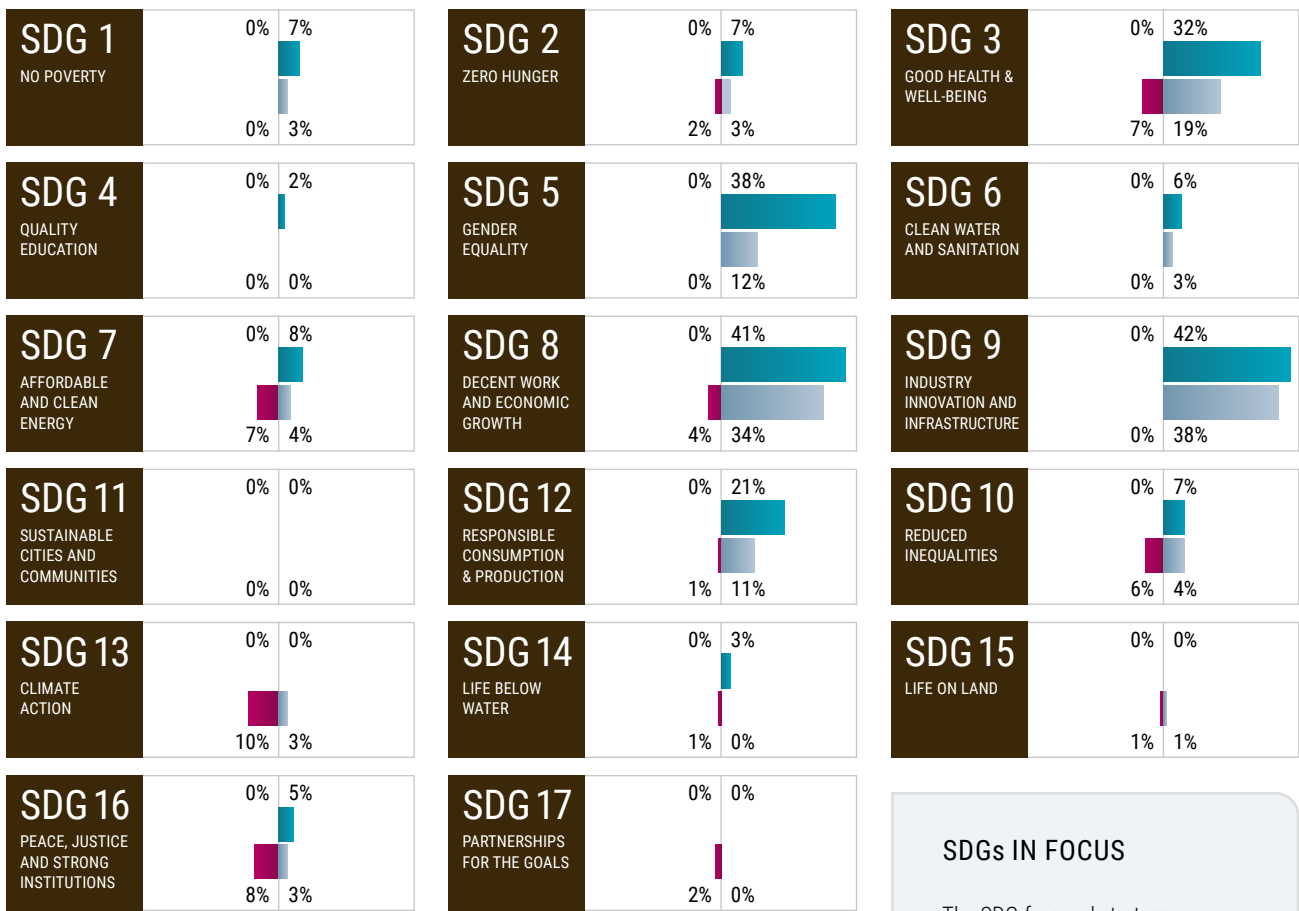 SDG 1
NO POVERTY
0% 7%
0% 3%
SDG 2
ZERO HUNGER
0% 7%
2% 3%
SDG 3
GOOD HEALTH &
WELL-BEING
0% 32%
7% 19%
SDG 4
QUALITY
EDUCATION
0% 2%
0% 0%
SDG 5
GENDER
EQUALITY
0% 38%
0% 12%
SDG 6
CLEAN WATER
AND SANITATION
0% 6%
0% 3%
SDG 7
AFFORDABLE
AND CLEAN
ENERGY
0% 8%
7% 4%
SDG 8
DECENT WORK
AND ECONOMIC
GROWTH
0% 41%
4% 34%
SDG 9
INDUSTRY
INNOVATION AND
INFRASTRUCTURE
0% 42%
0% 38%
SDG 11
SUSTAINABLE
CITIES AND
COMMUNITIES
0% 0%
0% 0%
SDG 12
RESPONSIBLE
CONSUMPTION
& PRODUCTION
0% 21%
1% 11%
SDG 10
REDUCED
INEQUALITIES
0% 7%
6% 4%
SDG 13
CLIMATE
ACTION
0% 0%
10% 3%
SDG 14
LIFE BELOW
WATER
0% 3%
1% 0%
SDG 15
LIFE ON LAND
0% 0%
1% 1%
SDG 16
PEACE, JUSTICE
AND STRONG
INSTITUTIONS
0% 5%
8% 3%
SDG 17
PARTNERSHIPS
FOR THE GOALS
0% 0%
2% 0%
SDGs IN FOCUS